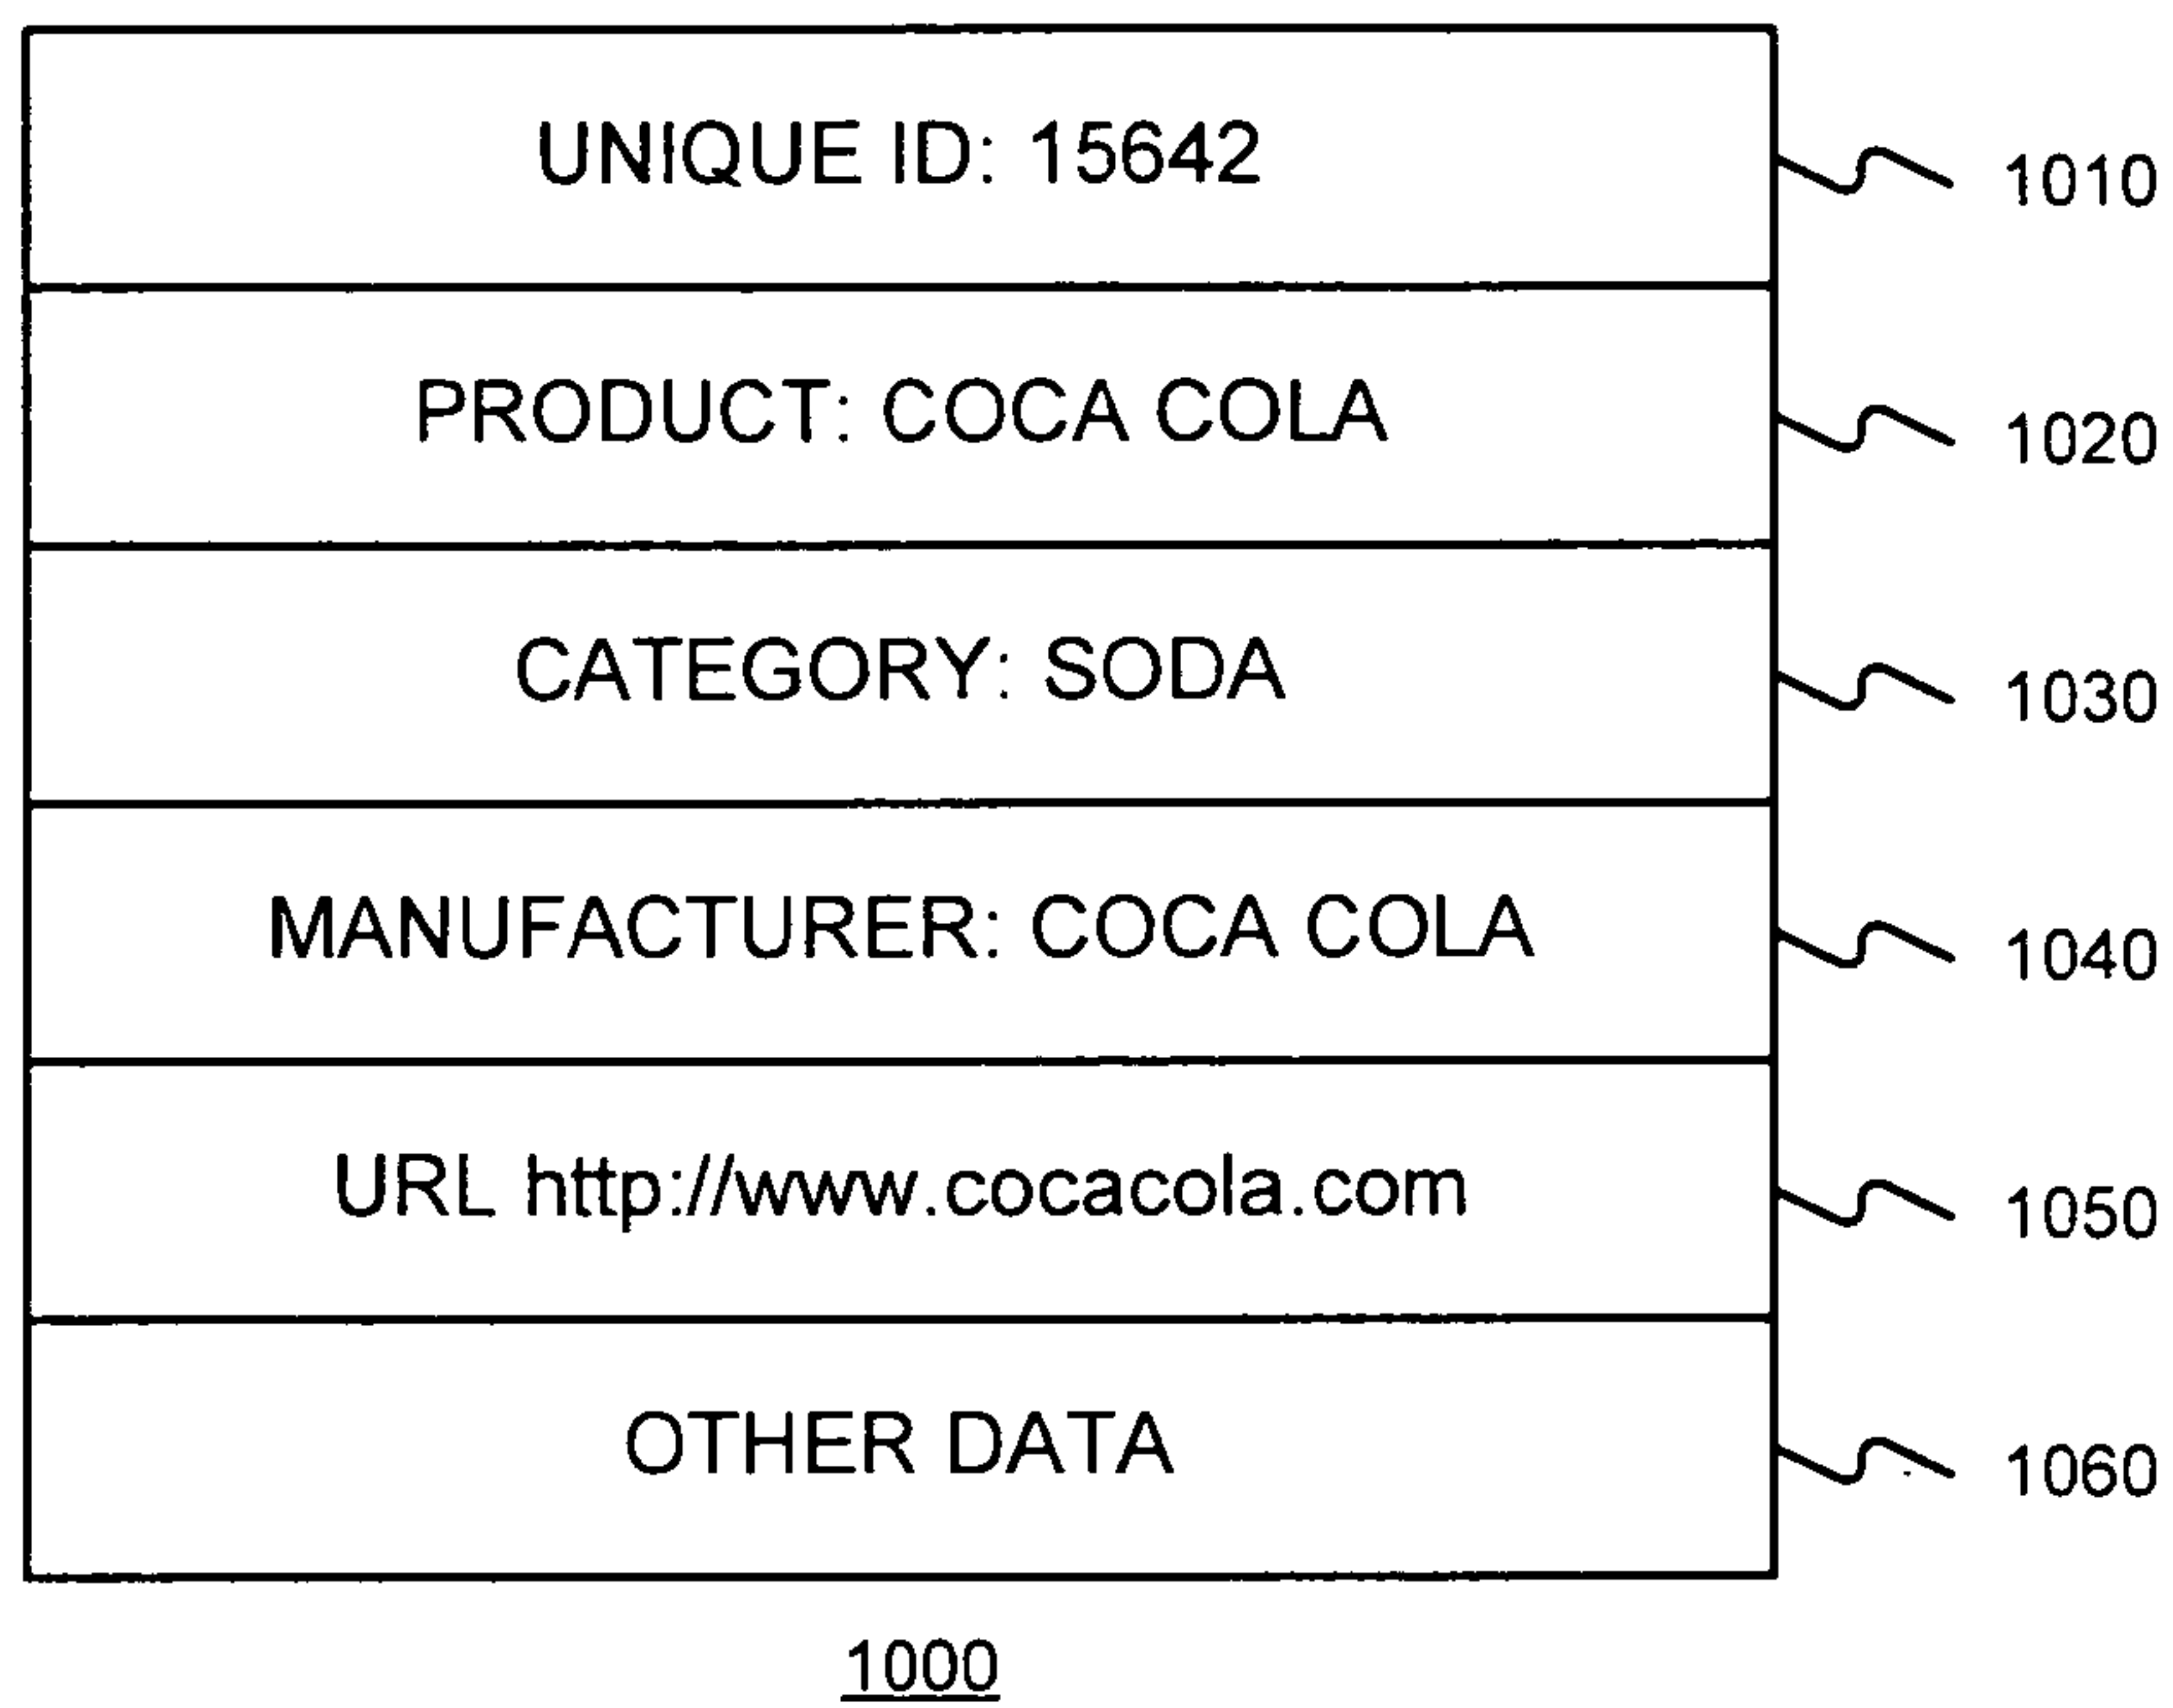 UNIQUE ID: 15642 1010
PRODUCT: COCA COLA 1020
CATEGORY: SODA 1030
MANUFACTURER: COCA COLA 1040
URL http://www.cocacola.com 1050
OTHER DATA 1060
1000